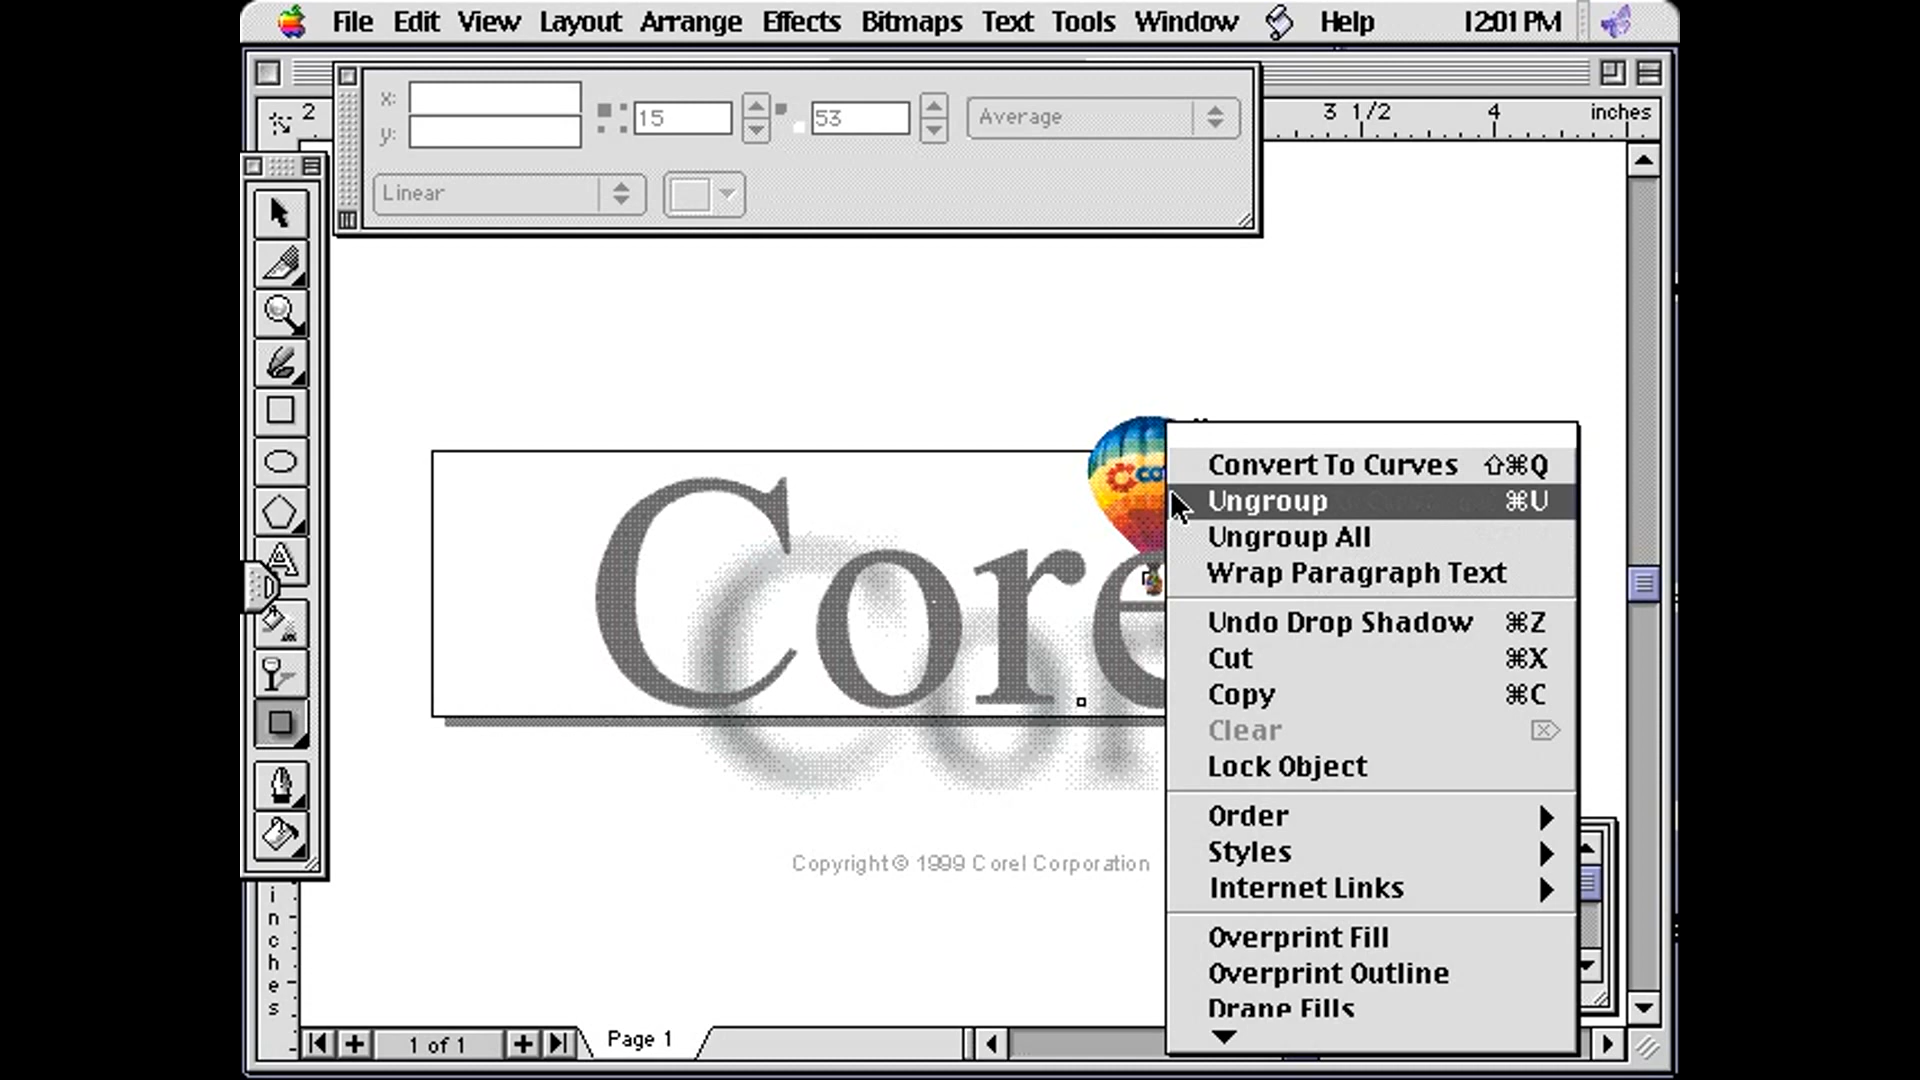 File Edit View Layout Arrange Effects Bitmaps Text Tools Window Help 12:01 PM
2 3 1/2 4 inches
x:
y:
15 53 Average
Linear
Core
Convert To Curves ⇧⌘Q
Ungroup ⌘U
Ungroup All
Wrap Paragraph Text
Undo Drop Shadow ⌘Z
Cut ⌘X
Copy ⌘C
Clear
Lock Object
Order
Styles
Internet Links
Overprint Fill
Overprint Outline
Drape Fills
Copyright© 1999 Corel Corporation
inches
1 of 1 Page 1